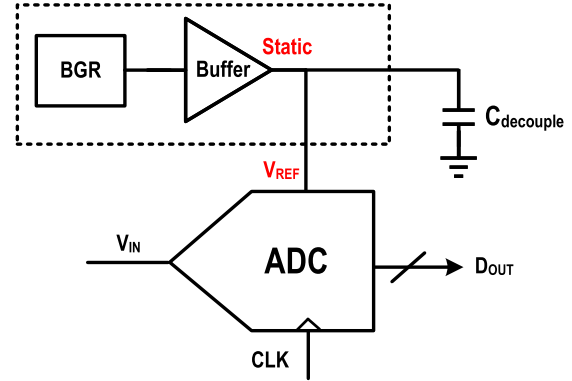 Static
BGR
Buffer
Cdecouple
VREF
VIN
ADC
DOUT
CLK